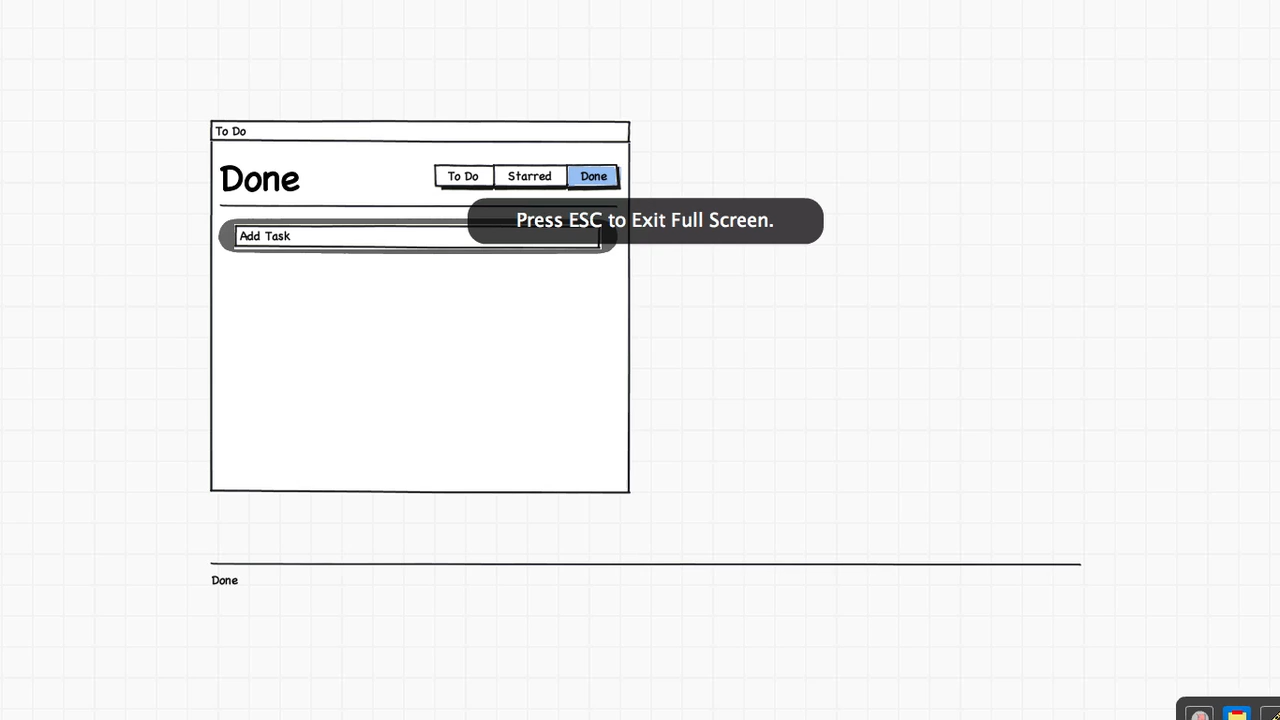 To Do
Done
To Do Starred Done
Press ESC to Exit Full Screen.
Add Task
Done